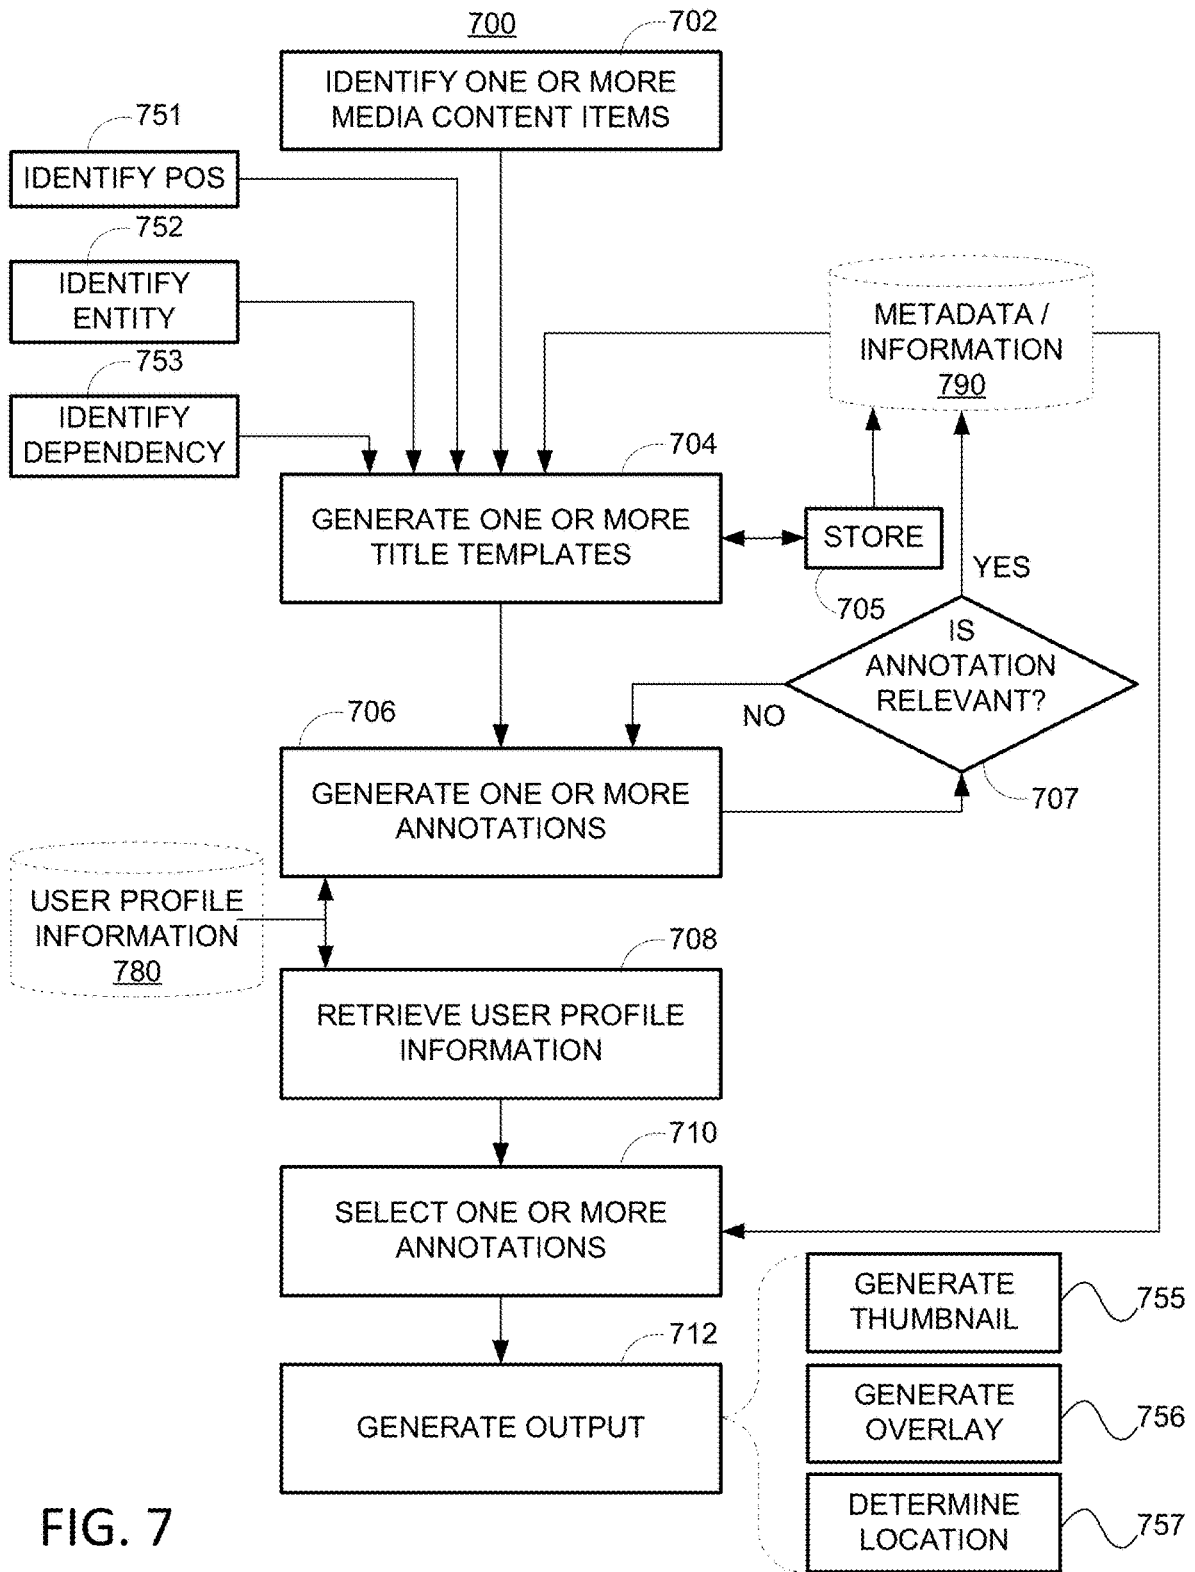 700
702
IDENTIFY ONE OR MORE
MEDIA CONTENT ITEMS
751
IDENTIFY POS
752
IDENTIFY
ENTITY
753
IDENTIFY
DEPENDENCY
METADATA /
INFORMATION
790
704
GENERATE ONE OR MORE
TITLE TEMPLATES
STORE
705
YES
IS
ANNOTATION
RELEVANT?
NO
707
706
GENERATE ONE OR MORE
ANNOTATIONS
USER PROFILE
INFORMATION
780
708
RETRIEVE USER PROFILE
INFORMATION
710
SELECT ONE OR MORE
ANNOTATIONS
712
GENERATE OUTPUT
GENERATE
THUMBNAIL
755
GENERATE
OVERLAY
756
DETERMINE
LOCATION
757
FIG. 7